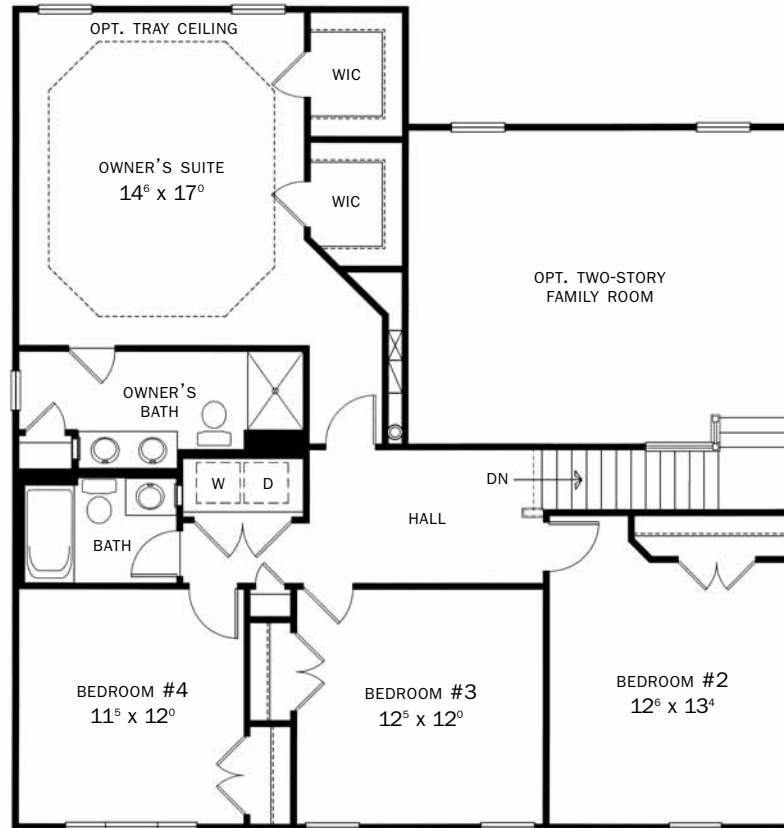 OPT. TRAY CEILING
WIC
OWNER'S SUITE
14⁶ x 17⁰
WIC
OPT. TWO-STORY
FAMILY ROOM
OWNER'S
BATH
W
D
DN
HALL
BATH
BEDROOM #4
11⁵ x 12⁰
BEDROOM #3
12⁵ x 12⁰
BEDROOM #2
12⁶ x 13⁴